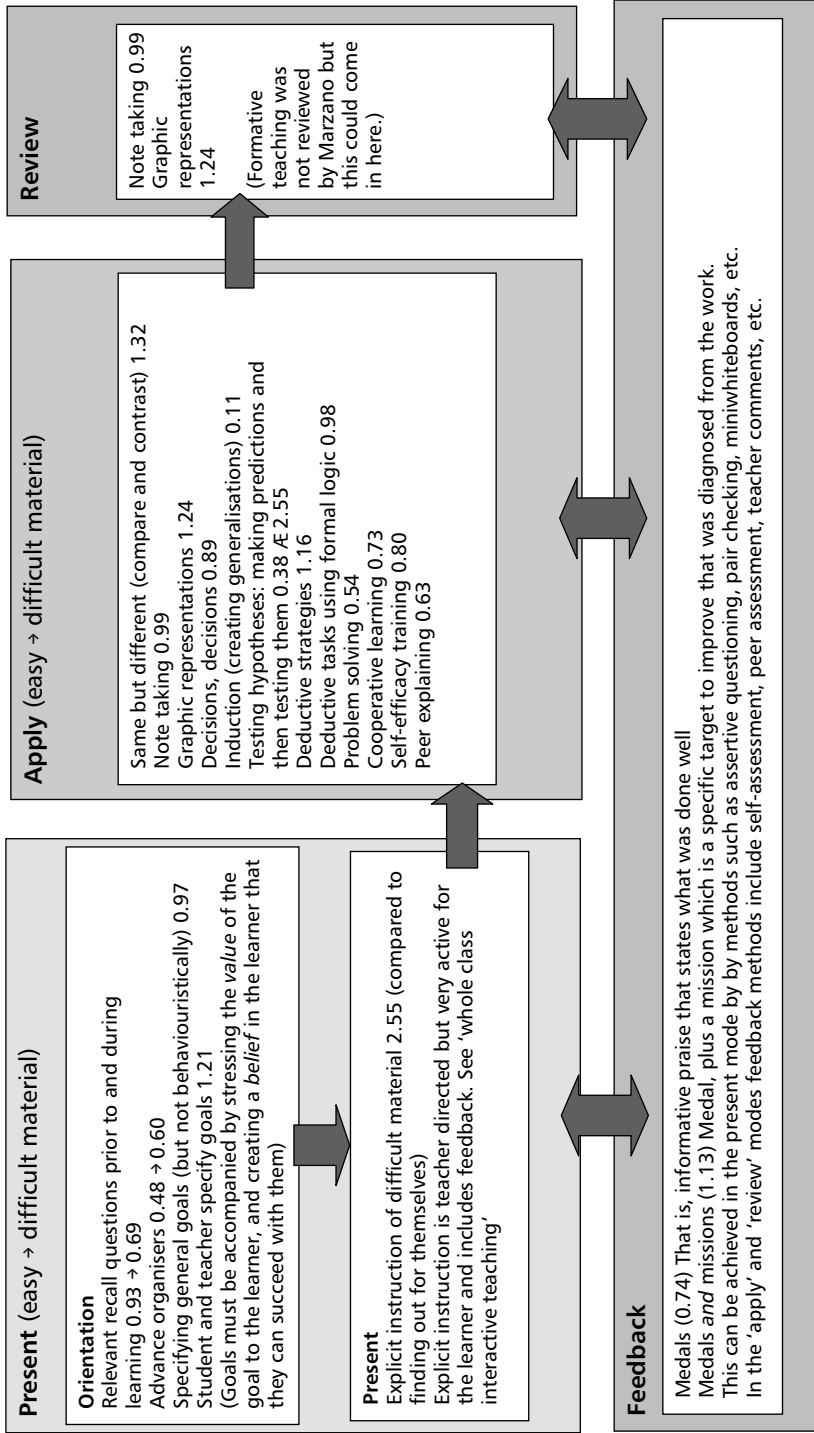 Present (easy → difficult material)
Orientation
Relevant recall questions prior to and during
learning 0.93 → 0.69
Advance organisers 0.48 → 0.60
Specifying general goals (but not behaviouristically) 0.97
Student and teacher specify goals 1.21
(Goals must be accompanied by stressing the value of the
goal to the learner, and creating a belief in the learner that
they can succeed with them)
Present
Explicit instruction of difficult material 2.55 (compared to
finding out for themselves)
Explicit instruction is teacher directed but very active for
the learner and includes feedback. See ‘whole class
interactive teaching’
Apply (easy → difficult material)
Same but different (compare and contrast) 1.32
Note taking 0.99
Graphic representations 1.24
Decisions, decisions 0.89
Induction (creating generalisations) 0.11
Testing hypotheses: making predictions and
then testing them 0.38 Æ 2.55
Deductive strategies 1.16
Deductive tasks using formal logic 0.98
Problem solving 0.54
Cooperative learning 0.73
Self-efficacy training 0.80
Peer explaining 0.63
Review
Note taking 0.99
Graphic
representations
1.24
(Formative
teaching was
not reviewed
by Marzano but
this could come
in here.)
Feedback
Medals (0.74) That is, informative praise that states what was done well
Medals and missions (1.13) Medal, plus a mission which is a specific target to improve that was diagnosed from the work.
This can be achieved in the present mode by by methods such as assertive questioning, pair checking, miniwhiteboards, etc.
In the ‘apply’ and ‘review’ modes feedback methods include self-assessment, peer assessment, teacher comments, etc.